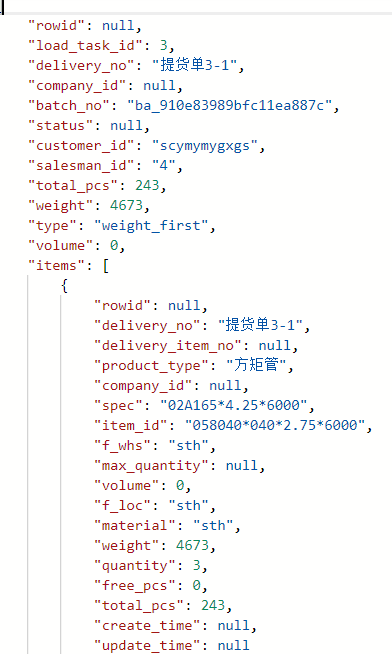 "rowid": null,
"load_task_id": 3,
"delivery_no": "提货单3-1",
"company_id": null,
"batch_no": "ba_910e83989bfc11ea887c",
"status": null,
"customer_id": "scymymygxgs",
"salesman_id": "4",
"total_pcs": 243,
"weight": 4673,
"type": "weight_first",
"volume": 0,
"items": [
{
"rowid": null,
"delivery_no": "提货单3-1",
"delivery_item_no": null,
"product_type": "方矩管",
"company_id": null,
"spec": "02A165*4.25*6000",
"item_id": "058040*040*2.75*6000",
"f_whs": "sth",
"max_quantity": null,
"volume": 0,
"f_loc": "sth",
"material": "sth",
"weight": 4673,
"quantity": 3,
"free_pcs": 0,
"total_pcs": 243,
"create_time": null,
"update_time": null